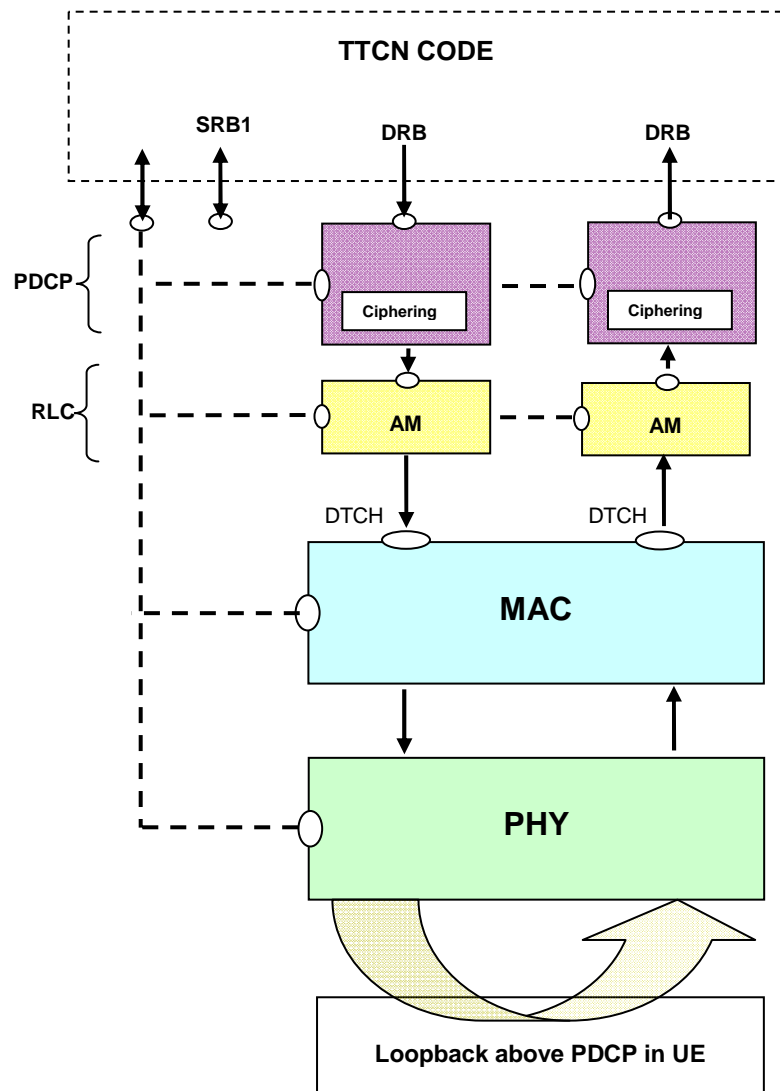 TTCN CODE
SRB1
DRB
DRB
PDCP
Ciphering
Ciphering
RLC
AM
AM
DTCH
DTCH
MAC
PHY
Loopback above PDCP in UE